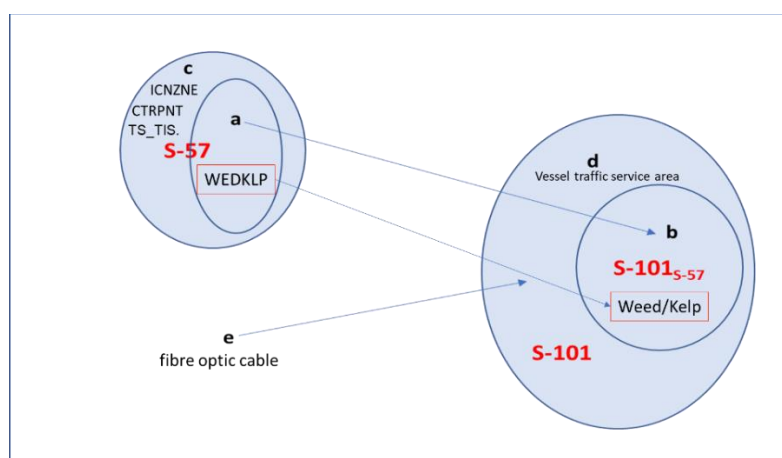 c
ICNZNE
CTRPNT
TS_TIS.
a
S-57
WEDKLP
d
Vessel traffic service area
b
S-101S-57
Weed/Kelp
e
fibre optic cable
S-101